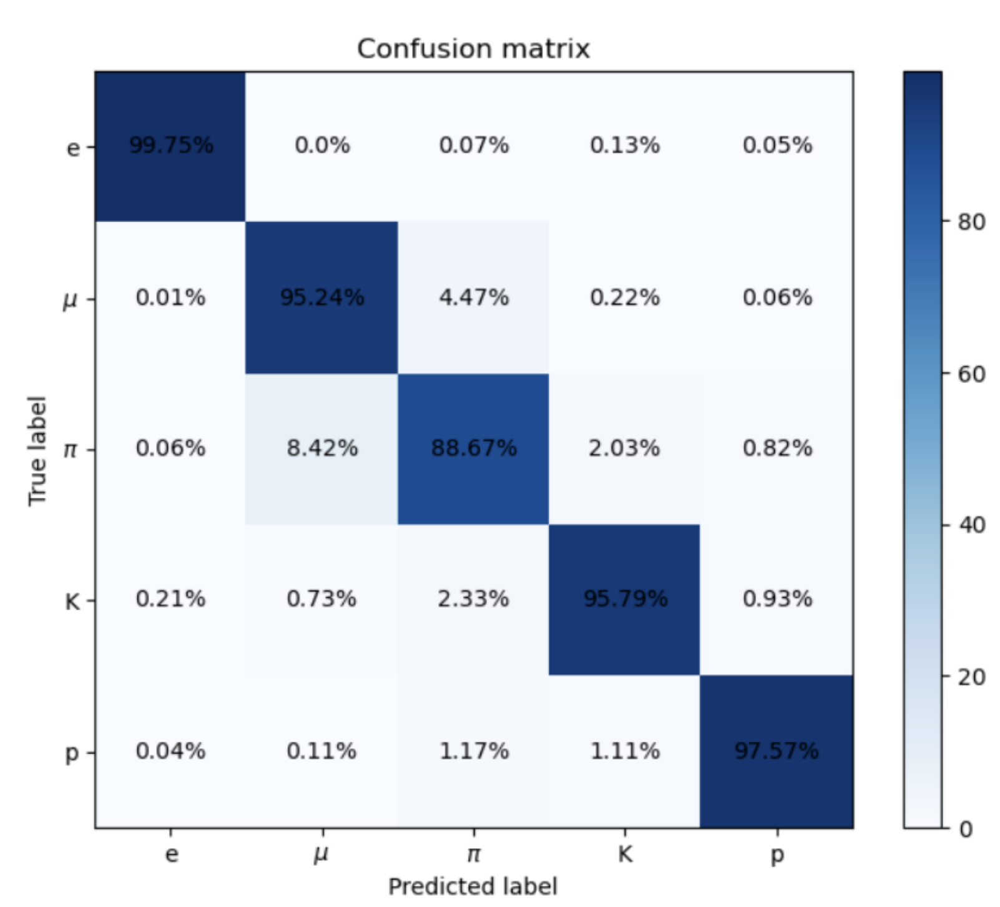 Confusion matrix
e 99.75% 0.0% 0.07% 0.13% 0.05%
μ 0.01% 95.24% 4.47% 0.22% 0.06%
π 0.06% 8.42% 88.67% 2.03% 0.82%
K 0.21% 0.73% 2.33% 95.79% 0.93%
p 0.04% 0.11% 1.17% 1.11% 97.57%
e μ π K p
True label
Predicted label
80
60
40
20
0